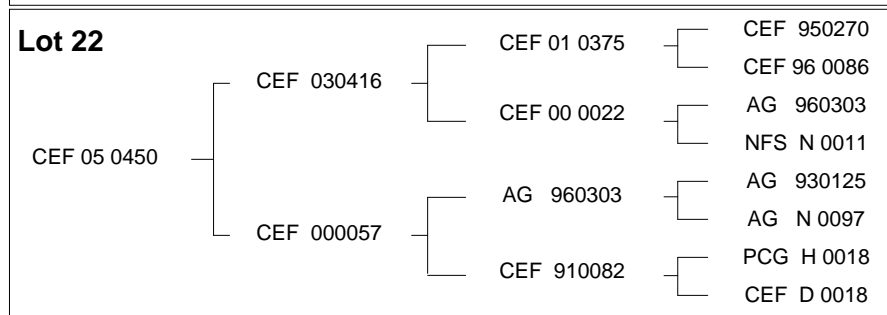 Lot 22
CEF 05 0450
CEF 030416
CEF 000057
CEF 01 0375
CEF 00 0022
AG 960303
CEF 910082
CEF 950270
CEF 96 0086
AG 960303
NFS N 0011
AG 930125
AG N 0097
PCG H 0018
CEF D 0018